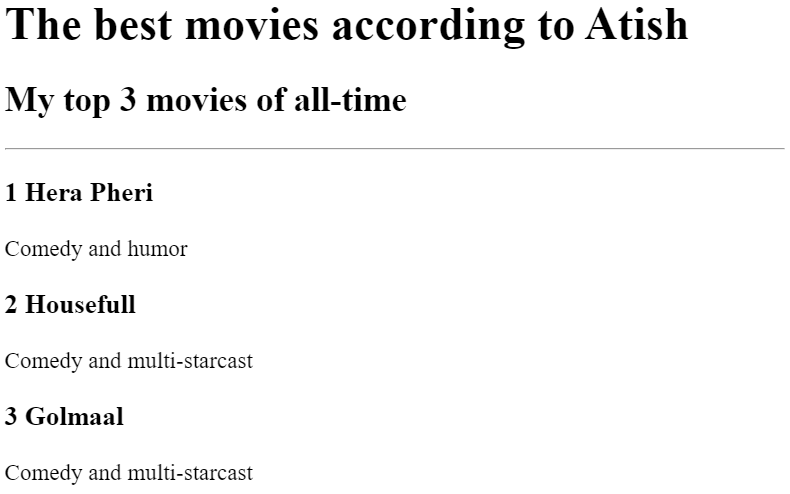 The best movies according to Atish
My top 3 movies of all-time
1 Hera Pheri
Comedy and humor
2 Housefull
Comedy and multi-starcast
3 Golmaal
Comedy and multi-starcast